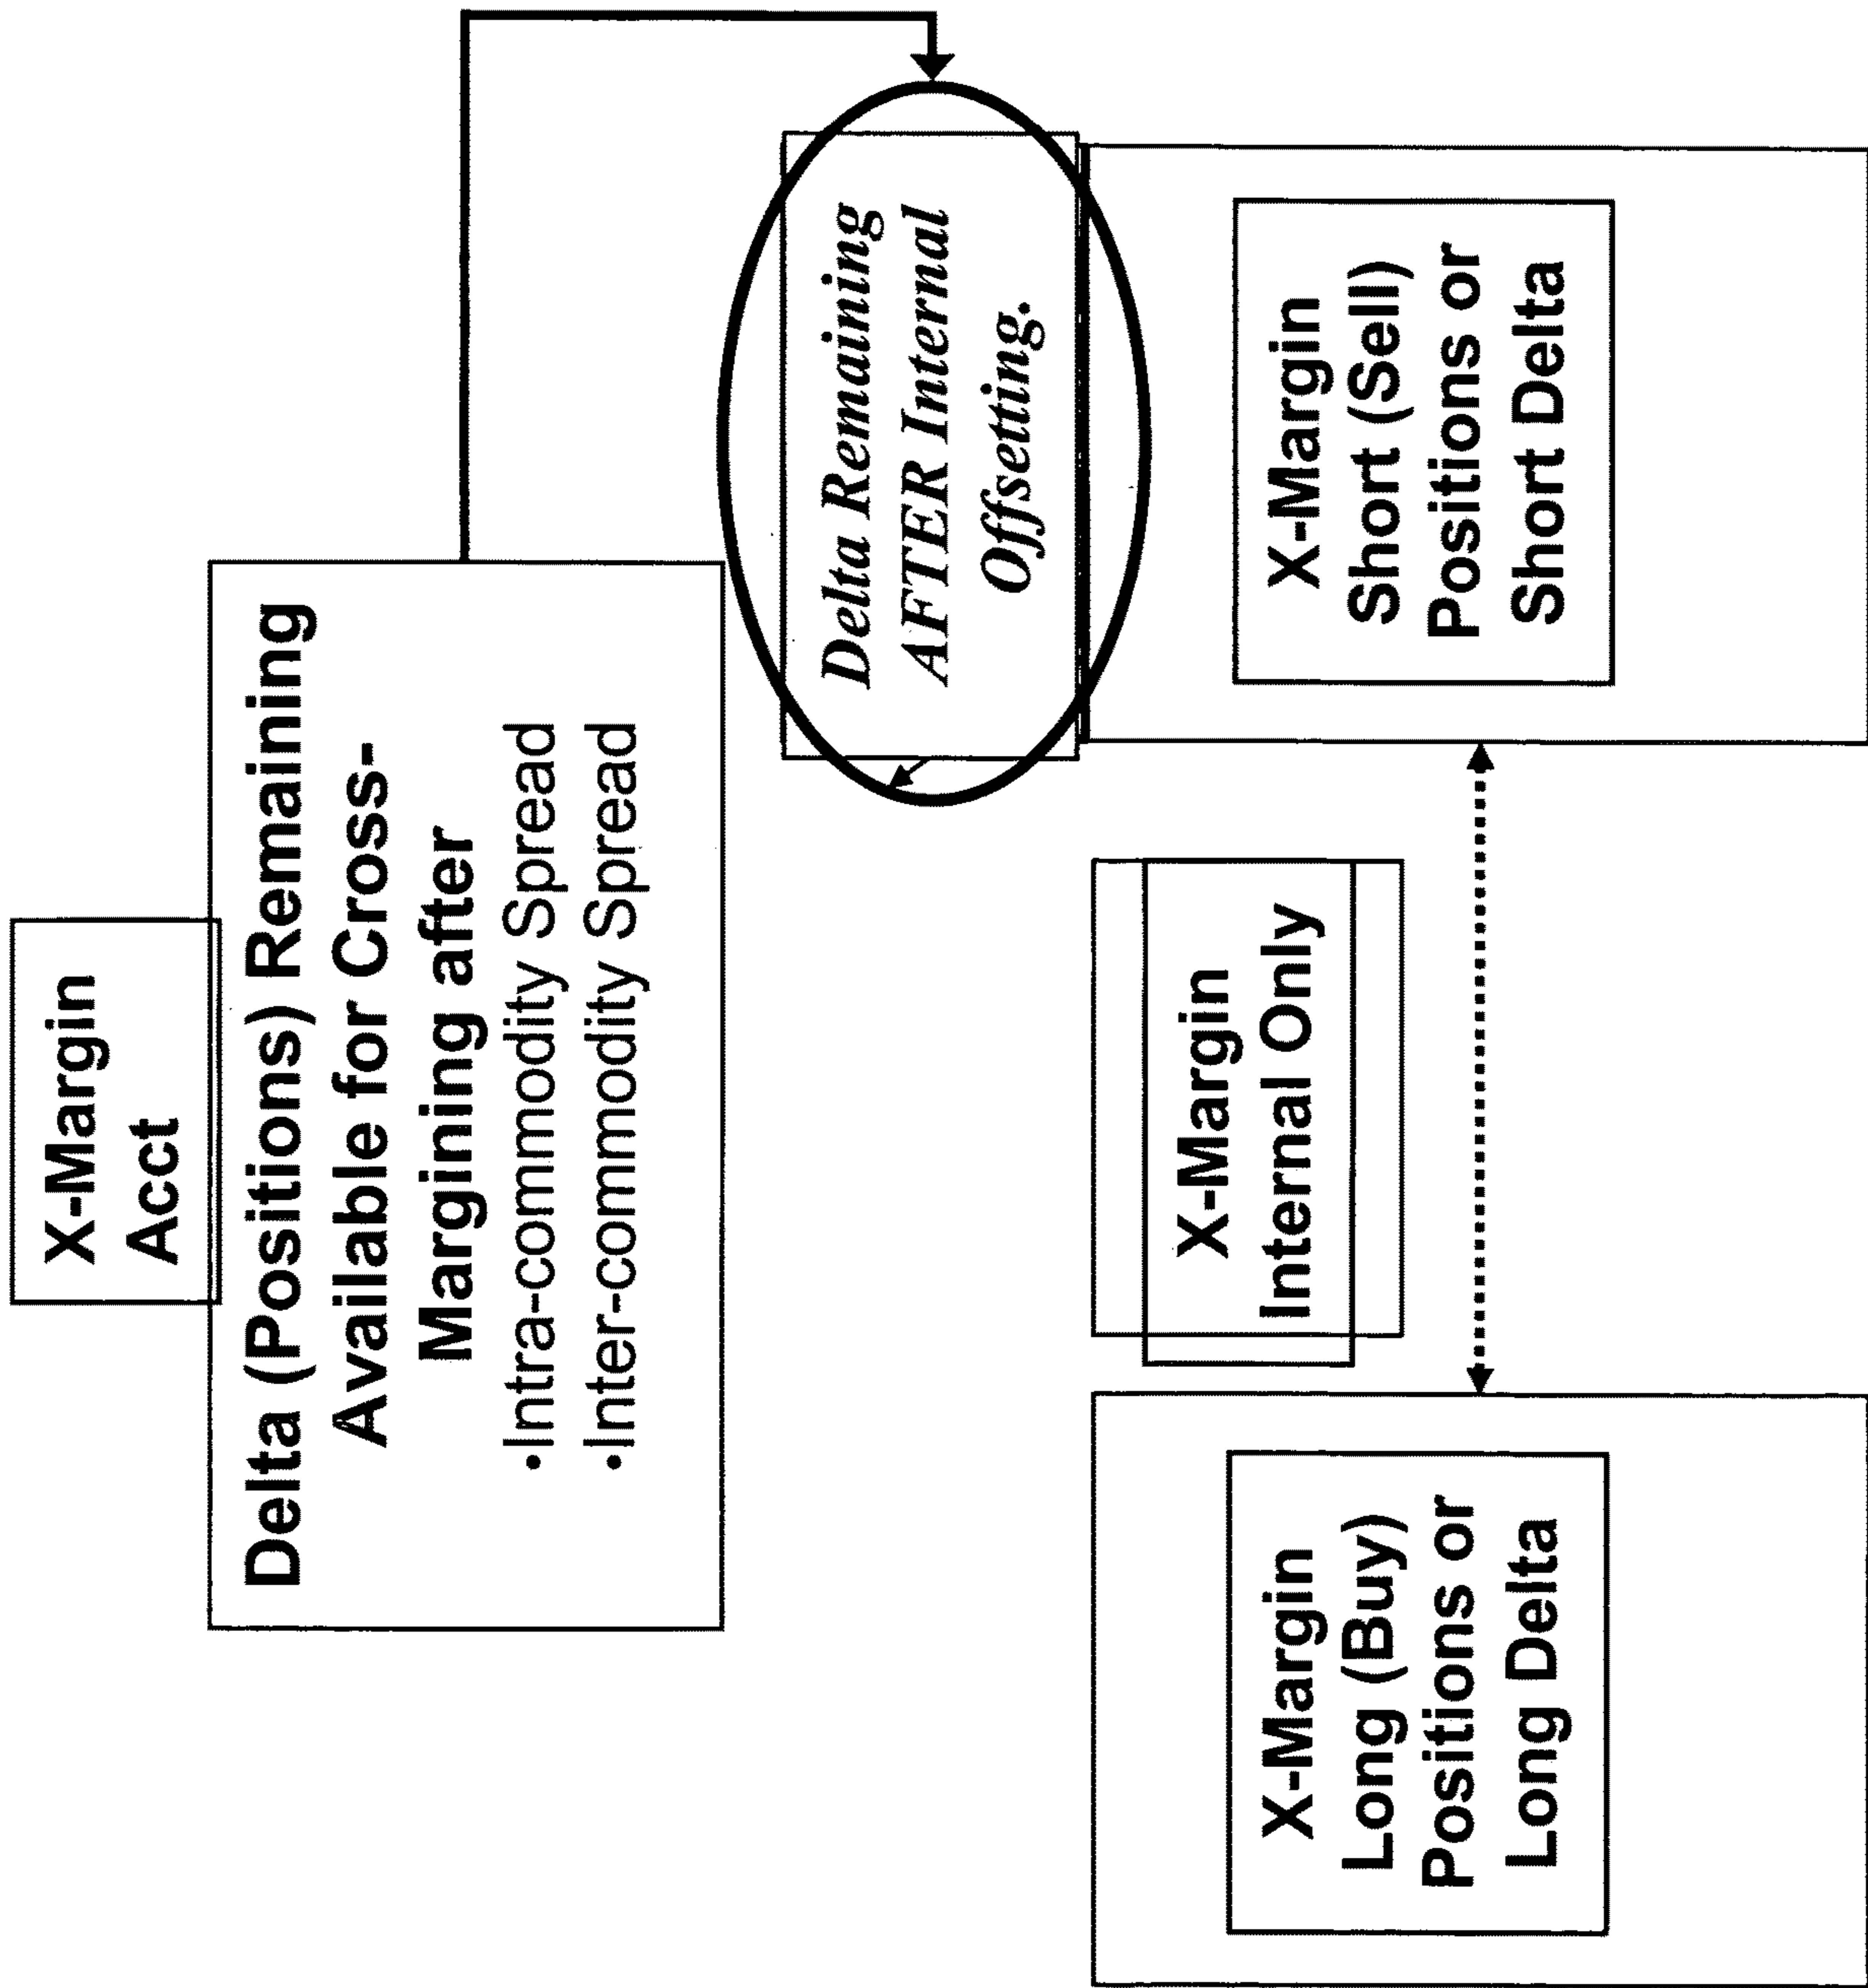 X-Margin
Acct
Delta (Positions) Remaining
Available for Cross-
Margining after
•Intra-commodity Spread
•Inter-commodity Spread
Delta Remaining
AFTER Internal
Offsetting.
X-Margin
Internal Only
X-Margin
Long (Buy)
Positions or
Long Delta
X-Margin
Short (Sell)
Positions or
Short Delta